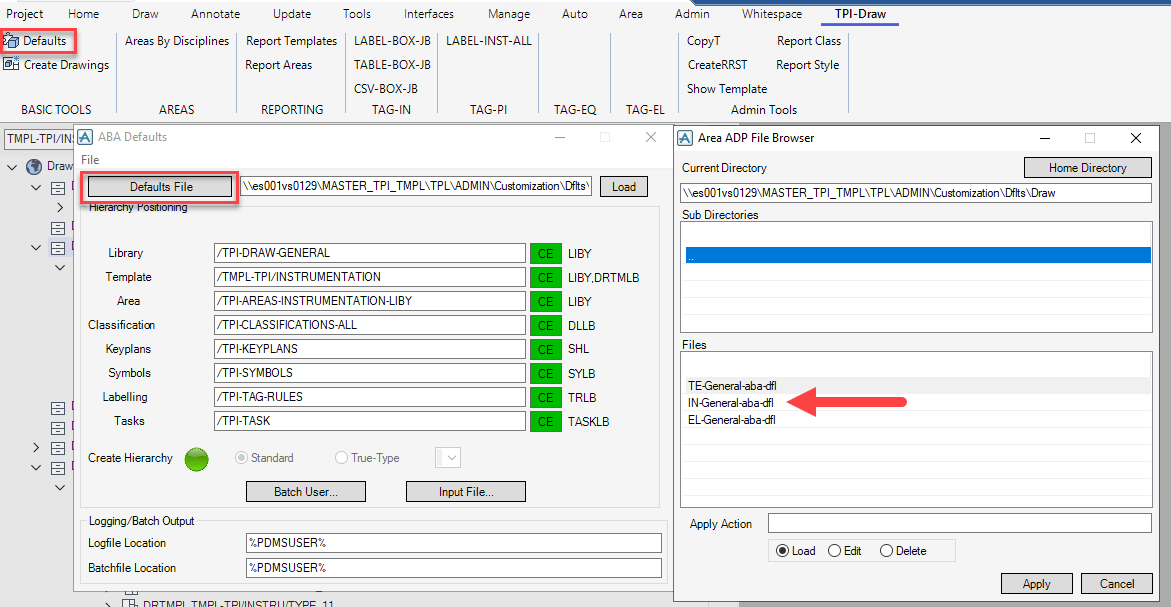 Project Home Draw Annotate Update Tools Interfaces Manage Auto Area Admin Whitespace TPI-Draw
Defaults Areas By Disciplines Report Templates LABEL-BOX-JB LABEL-INST-ALL CopyT Report Class
Create Drawings Report Areas TABLE-BOX-JB CreateRRST Report Style
CSV-BOX-JB Show Template
BASIC TOOLS AREAS REPORTING TAG-IN TAG-PI TAG-EQ TAG-EL Admin Tools
TMPL-TPI/INS
Draw
ABA Defaults
File
Defaults File \\es001vs0129\MASTER_TPI_TMPL\TPL\ADMIN\Customization\Dflts\ Load
Hierarchy Positioning
Library /TPI-DRAW-GENERAL CE LIBY
Template /TMPL-TPI/INSTRUMENTATION CE LIBY,DRTMLB
Area /TPI-AREAS-INSTRUMENTATION-LIBY CE LIBY
Classification /TPI-CLASSIFICATIONS-ALL CE DLLB
Keyplans /TPI-KEYPLANS CE SHL
Symbols /TPI-SYMBOLS CE SYLB
Labelling /TPI-TAG-RULES CE TRLB
Tasks /TPI-TASK CE TASKLB
Create Hierarchy Standard True-Type
Batch User... Input File...
Logging/Batch Output
Logfile Location %PDMSUSER%
Batchfile Location %PDMSUSER%
DRTMPL TMPL-TPI/INSTRU/TYPE_11
Area ADP File Browser
Current Directory Home Directory
\\es001vs0129\MASTER_TPI_TMPL\TPL\ADMIN\Customization\Dflts\Draw
Sub Directories
..
Files
TE-General-aba-dfl
IN-General-aba-dfl
EL-General-aba-dfl
Apply Action
Load Edit Delete
Apply Cancel